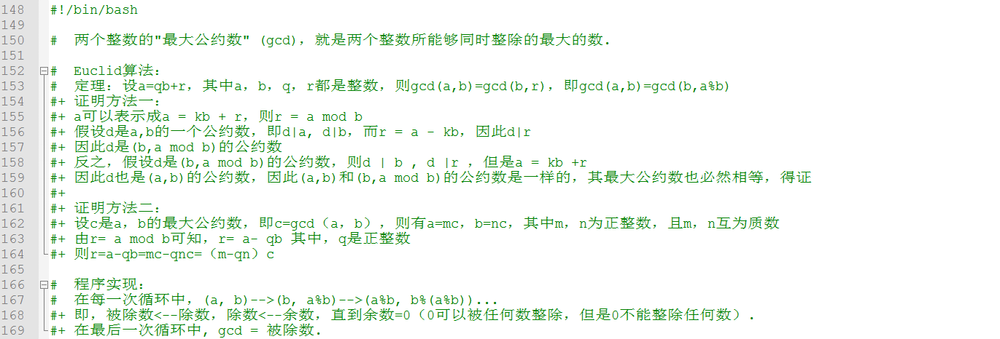 148 #!/bin/bash
149
150 #  两个整数的"最大公约数" (gcd)，就是两个整数所能够同时整除的最大的数.
151
152 #  Euclid算法：
153 #  定理：设a=qb+r，其中a，b，q，r都是整数，则gcd(a,b)=gcd(b,r)，即gcd(a,b)=gcd(b,a%b)
154 #+ 证明方法一：
155 #+ a可以表示成a = kb + r，则r = a mod b
156 #+ 假设d是a,b的一个公约数，即d|a, d|b，而r = a - kb，因此d|r
157 #+ 因此d是(b,a mod b)的公约数
158 #+ 反之，假设d是(b,a mod b)的公约数，则d | b , d |r ，但是a = kb +r
159 #+ 因此d也是(a,b)的公约数，因此(a,b)和(b,a mod b)的公约数是一样的，其最大公约数也必然相等，得证
160 #+
161 #+ 证明方法二：
162 #+ 设c是a，b的最大公约数，即c=gcd（a，b），则有a=mc，b=nc，其中m，n为正整数，且m，n互为质数
163 #+ 由r= a mod b可知，r= a- qb 其中，q是正整数
164 #+ 则r=a-qb=mc-qnc=（m-qn）c
165
166 #  程序实现：
167 #  在每一次循环中，(a, b)-->(b, a%b)-->(a%b, b%(a%b))...
168 #+ 即，被除数<--除数，除数<--余数，直到余数=0（0可以被任何数整除，但是0不能整除任何数）.
169 #+ 在最后一次循环中, gcd = 被除数.